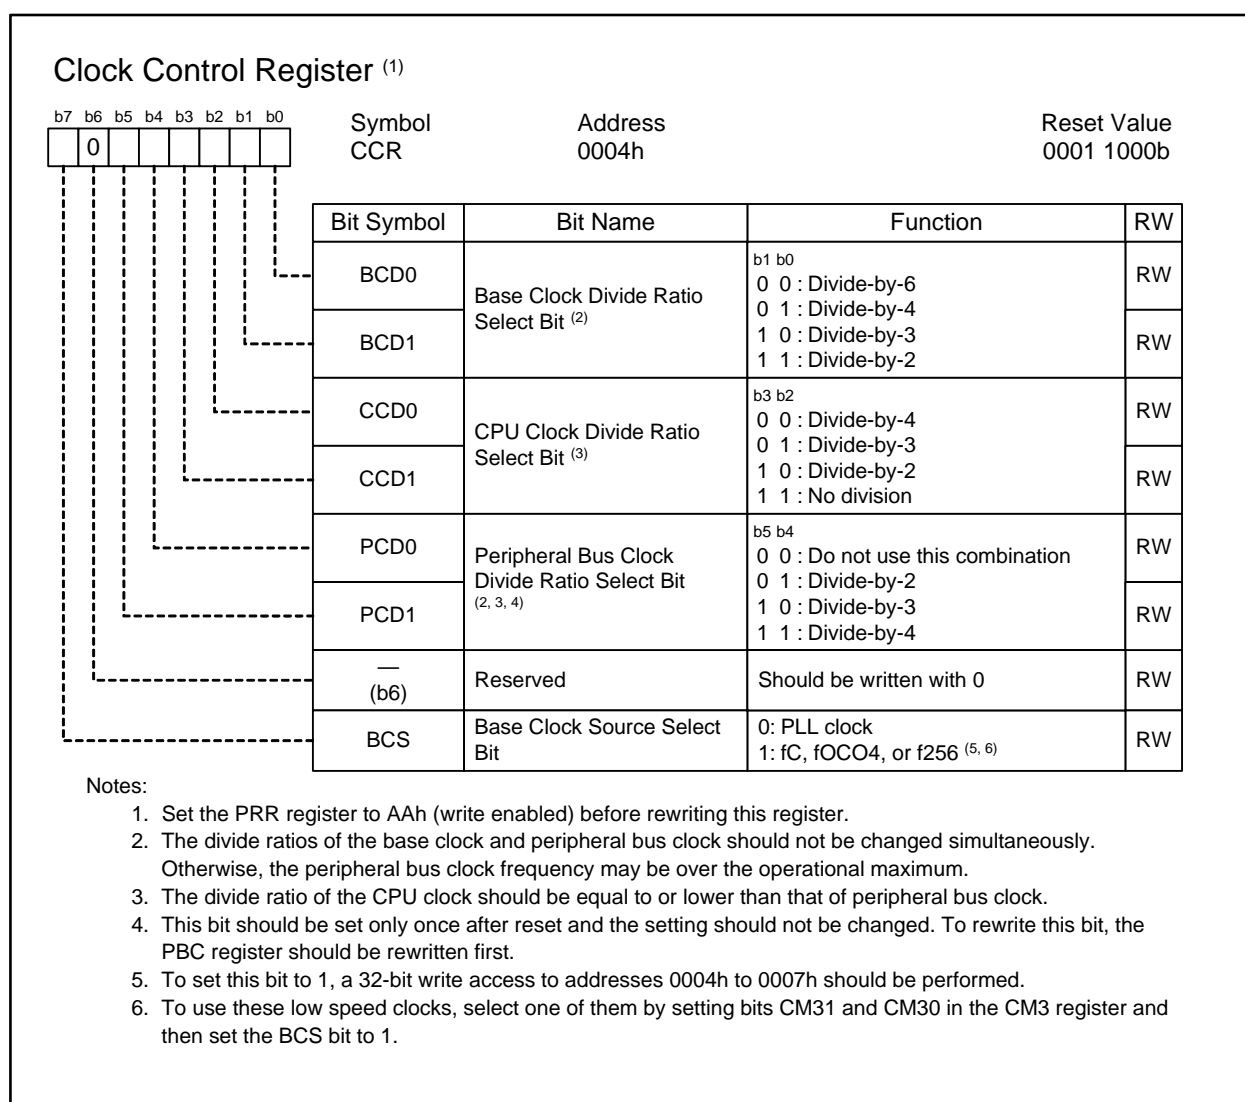 Clock Control Register (1)
b7 b6 b5 b4 b3 b2 b1 b0
0
Symbol Address Reset Value
CCR 0004h 0001 1000b
Bit Symbol Bit Name Function RW
BCD0 RW
BCD1 RW
Base Clock Divide Ratio
Select Bit (2)
b1 b0
0 0 : Divide-by-6
0 1 : Divide-by-4
1 0 : Divide-by-3
1 1 : Divide-by-2
CCD0 RW
CCD1 RW
CPU Clock Divide Ratio
Select Bit (3)
b3 b2
0 0 : Divide-by-4
0 1 : Divide-by-3
1 0 : Divide-by-2
1 1 : No division
PCD0 RW
PCD1 RW
Peripheral Bus Clock
Divide Ratio Select Bit
(2, 3, 4)
b5 b4
0 0 : Do not use this combination
0 1 : Divide-by-2
1 0 : Divide-by-3
1 1 : Divide-by-4
—
(b6) Reserved Should be written with 0 RW
BCS RW
Base Clock Source Select
Bit
0: PLL clock
1: fC, fOCO4, or f256 (5, 6)
Notes:
1. Set the PRR register to AAh (write enabled) before rewriting this register.
2. The divide ratios of the base clock and peripheral bus clock should not be changed simultaneously.
Otherwise, the peripheral bus clock frequency may be over the operational maximum.
3. The divide ratio of the CPU clock should be equal to or lower than that of peripheral bus clock.
4. This bit should be set only once after reset and the setting should not be changed. To rewrite this bit, the
PBC register should be rewritten first.
5. To set this bit to 1, a 32-bit write access to addresses 0004h to 0007h should be performed.
6. To use these low speed clocks, select one of them by setting bits CM31 and CM30 in the CM3 register and
then set the BCS bit to 1.